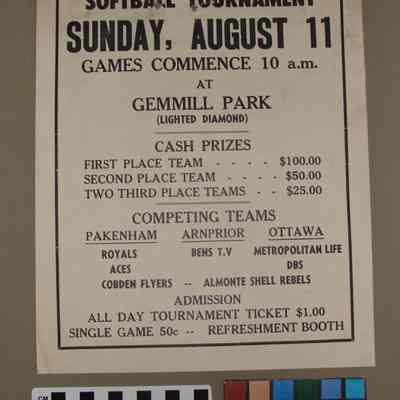 SOFTBALL TOURNAMENT
SUNDAY, AUGUST 11
GAMES COMMENCE 10 a.m.
AT
GEMMILL PARK
(LIGHTED DIAMOND)
CASH PRIZES
FIRST PLACE TEAM - - - - $100.00
SECOND PLACE TEAM - - - - $50.00
TWO THIRD PLACE TEAMS - - $25.00
COMPETING TEAMS
PAKENHAM ARNPRIOR OTTAWA
ROYALS BENS T.V METROPOLITAN LIFE
ACES DBS
COBDEN FLYERS -- ALMONTE SHELL REBELS
ADMISSION
ALL DAY TOURNAMENT TICKET $1.00
SINGLE GAME 50c -- REFRESHMENT BOOTH
CM